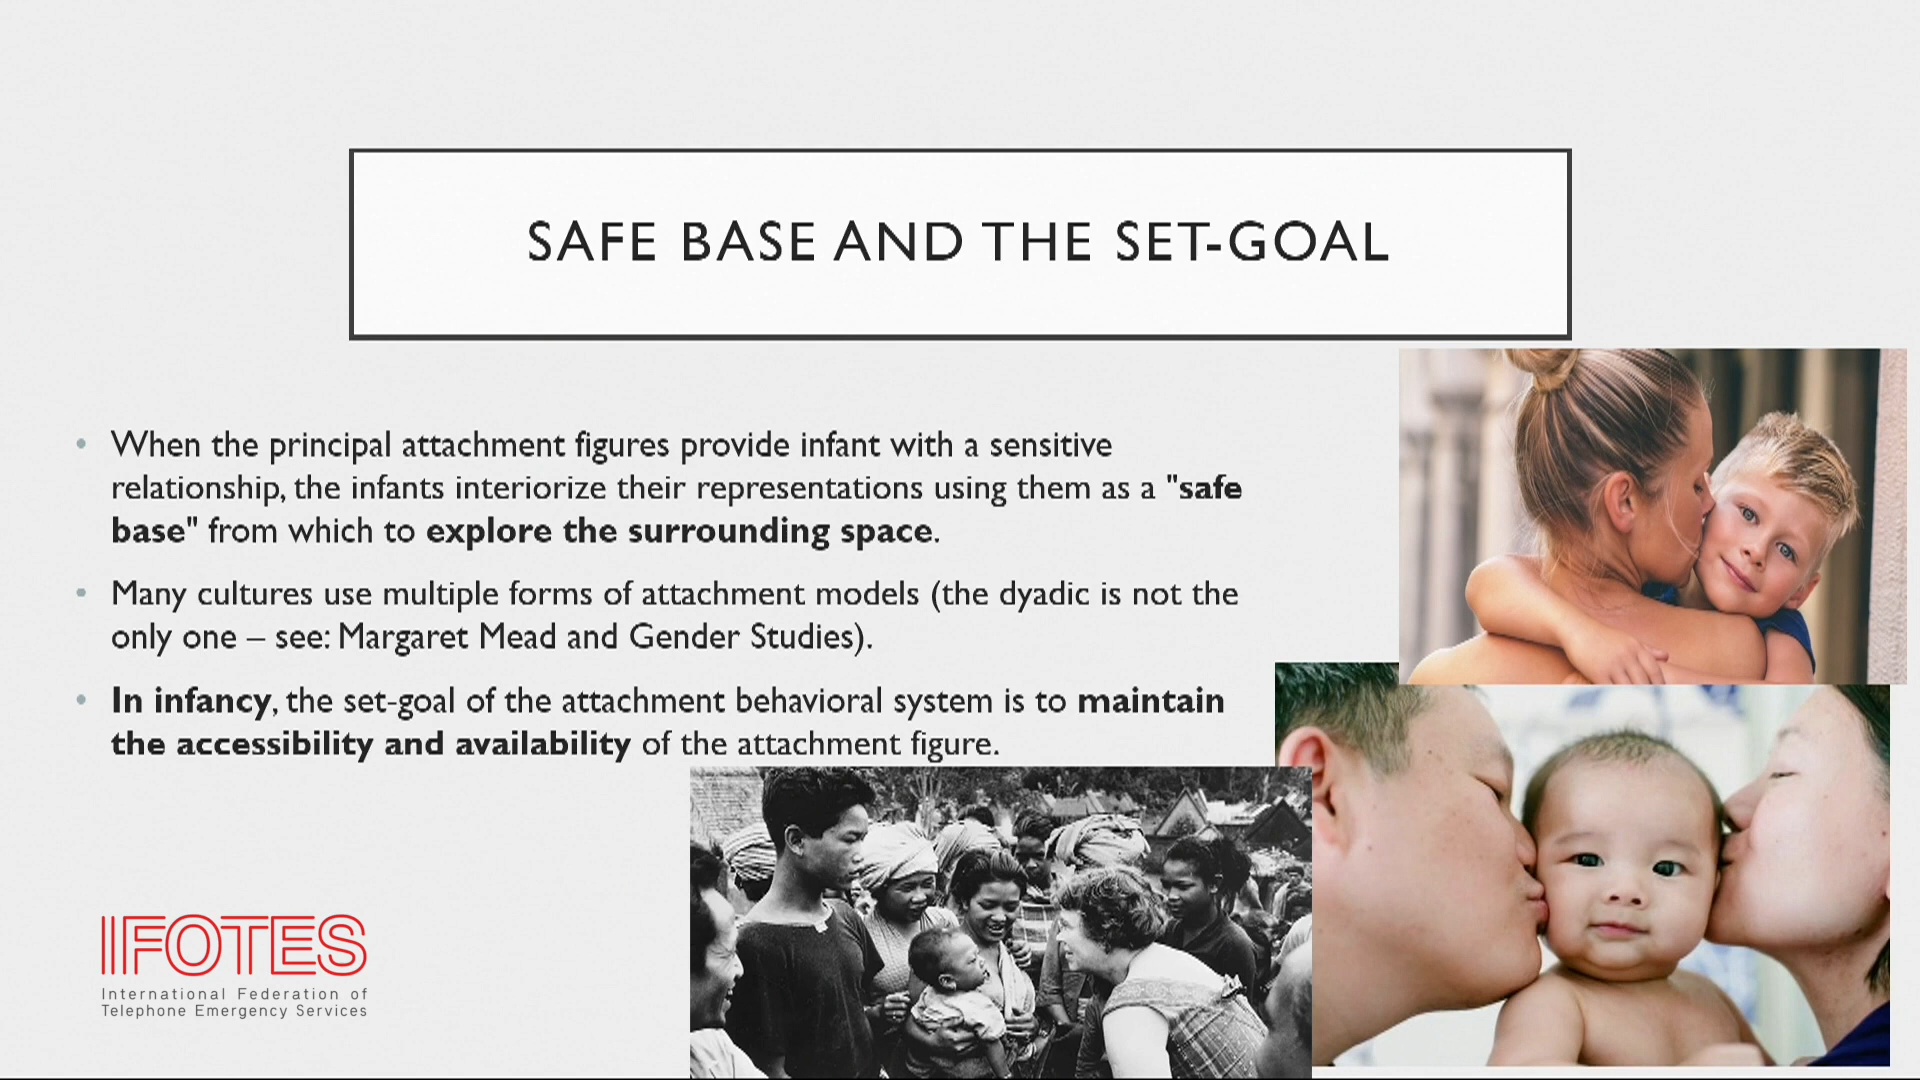 SAFE BASE AND THE SET-GOAL
When the principal attachment figures provide infant with a sensitive
relationship, the infants interiorize their representations using them as a "safe
base" from which to explore the surrounding space.
Many cultures use multiple forms of attachment models (the dyadic is not the
only one – see: Margaret Mead and Gender Studies).
In infancy, the set-goal of the attachment behavioral system is to maintain
the accessibility and availability of the attachment figure.
IFOTES
International Federation of
Telephone Emergency Services